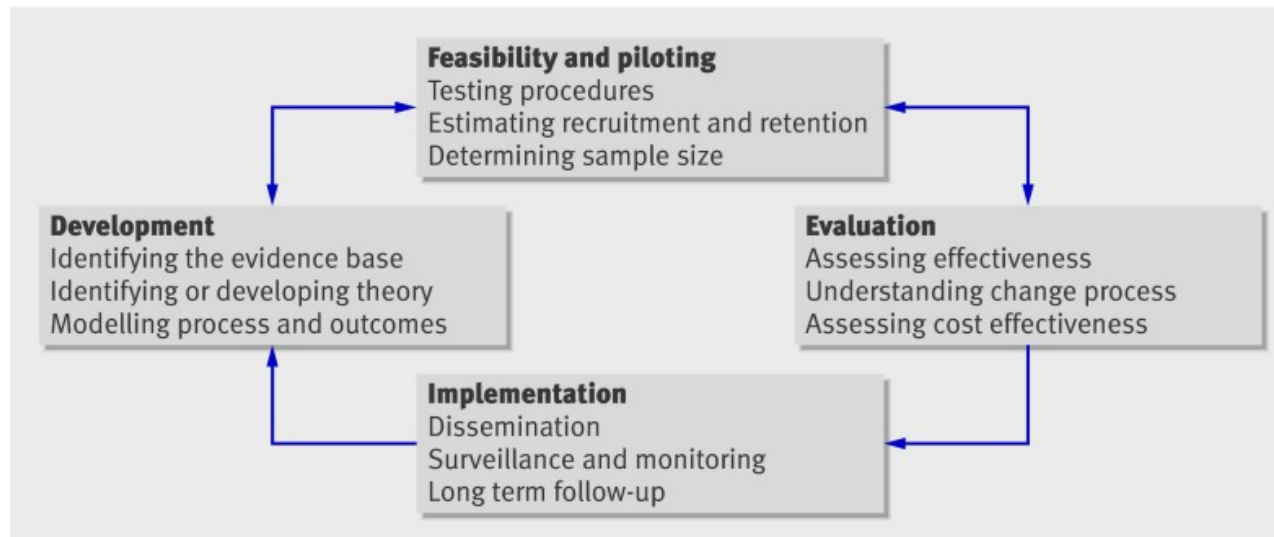 Feasibility and piloting
Testing procedures
Estimating recruitment and retention
Determining sample size
Development
Identifying the evidence base
Identifying or developing theory
Modelling process and outcomes
Evaluation
Assessing effectiveness
Understanding change process
Assessing cost effectiveness
Implementation
Dissemination
Surveillance and monitoring
Long term follow-up